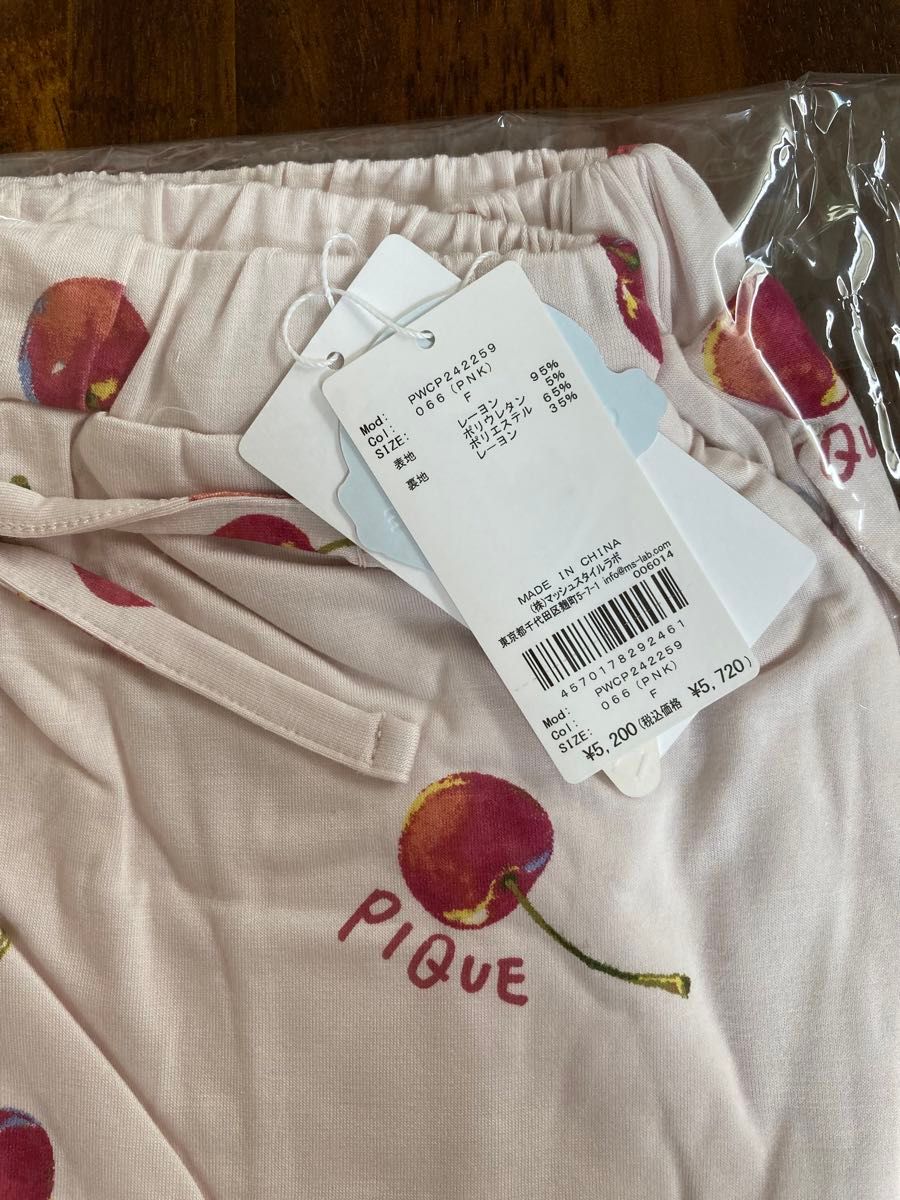 Mod: PWCP242259
Col: 066(PNK)
SIZE: F
表地 レーヨン 95%
ポリウレタン 5%
裏地 ポリエステル 65%
レーヨン 35%
MADE IN CHINA
(株)マッシュスタイルラボ
東京都千代田区麹町5-7-1 info@ms-lab.com
006014
4570178292461
Mod: PWCP242259
Col: 066(PNK)
SIZE: F
¥5,200(税込価格 ¥5,720)
PIQUE